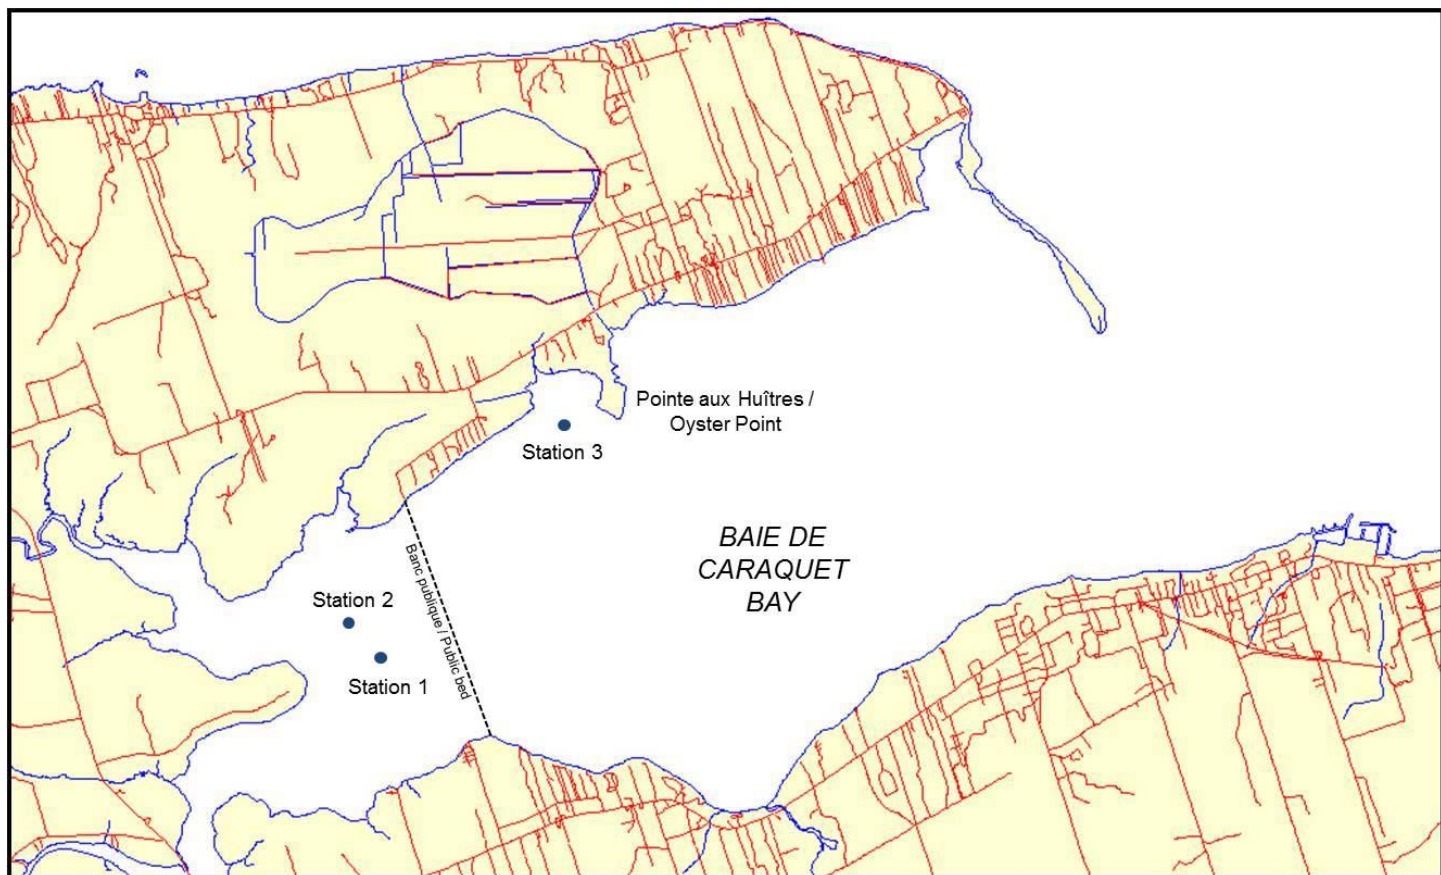 Pointe aux Huîtres /
Oyster Point
Station 3
BAIE DE
CARAQUET
BAY
Banc publique / Public bed
Station 2
Station 1